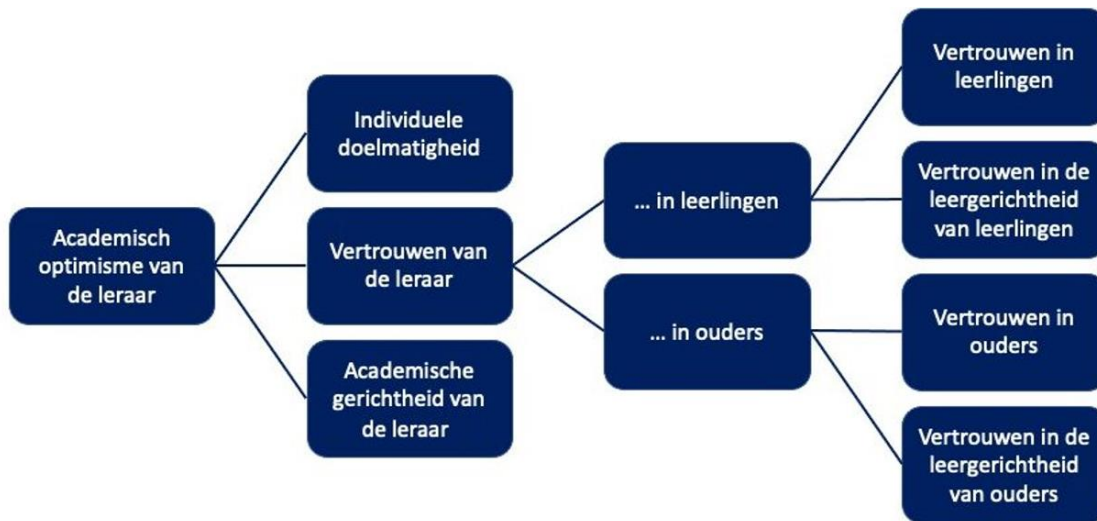 Academisch
optimisme van
de leraar
Individuele
doelmatigheid
Vertrouwen van
de leraar
Academische
gerichtheid van
de leraar
... in leerlingen
... in ouders
Vertrouwen in
leerlingen
Vertrouwen in de
leergerichtheid
van leerlingen
Vertrouwen in
ouders
Vertrouwen in de
leergerichtheid
van ouders